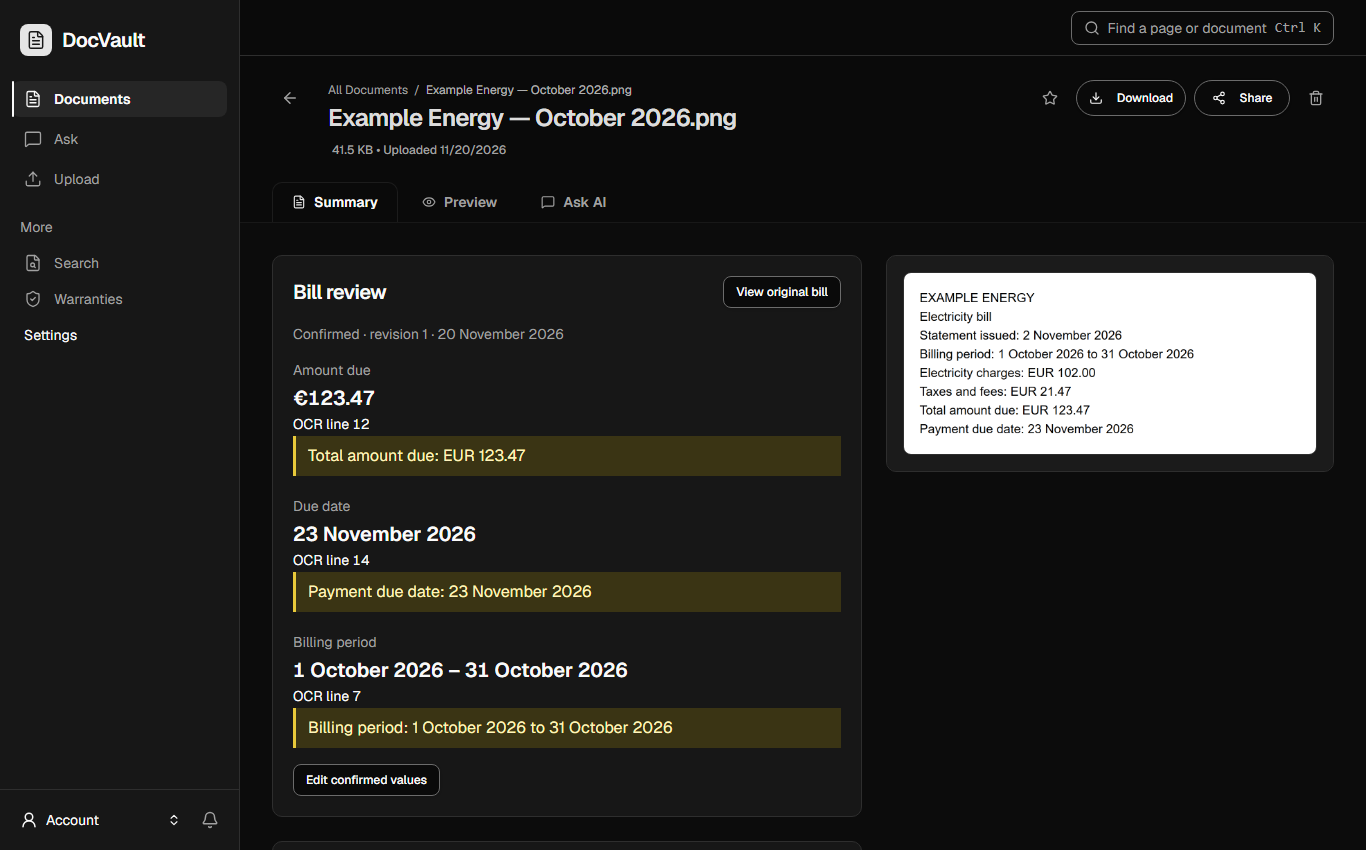 DocVault
Documents
Ask
Upload
More
Search
Warranties
Settings
Account
Find a page or document Ctrl K
All Documents / Example Energy — October 2026.png
Example Energy — October 2026.png
41.5 KB • Uploaded 11/20/2026
Download
Share
Summary
Preview
Ask AI
Bill review
View original bill
Confirmed · revision 1 · 20 November 2026
Amount due
€123.47
OCR line 12
Total amount due: EUR 123.47
Due date
23 November 2026
OCR line 14
Payment due date: 23 November 2026
Billing period
1 October 2026 – 31 October 2026
OCR line 7
Billing period: 1 October 2026 to 31 October 2026
Edit confirmed values
EXAMPLE ENERGY
Electricity bill
Statement issued: 2 November 2026
Billing period: 1 October 2026 to 31 October 2026
Electricity charges: EUR 102.00
Taxes and fees: EUR 21.47
Total amount due: EUR 123.47
Payment due date: 23 November 2026